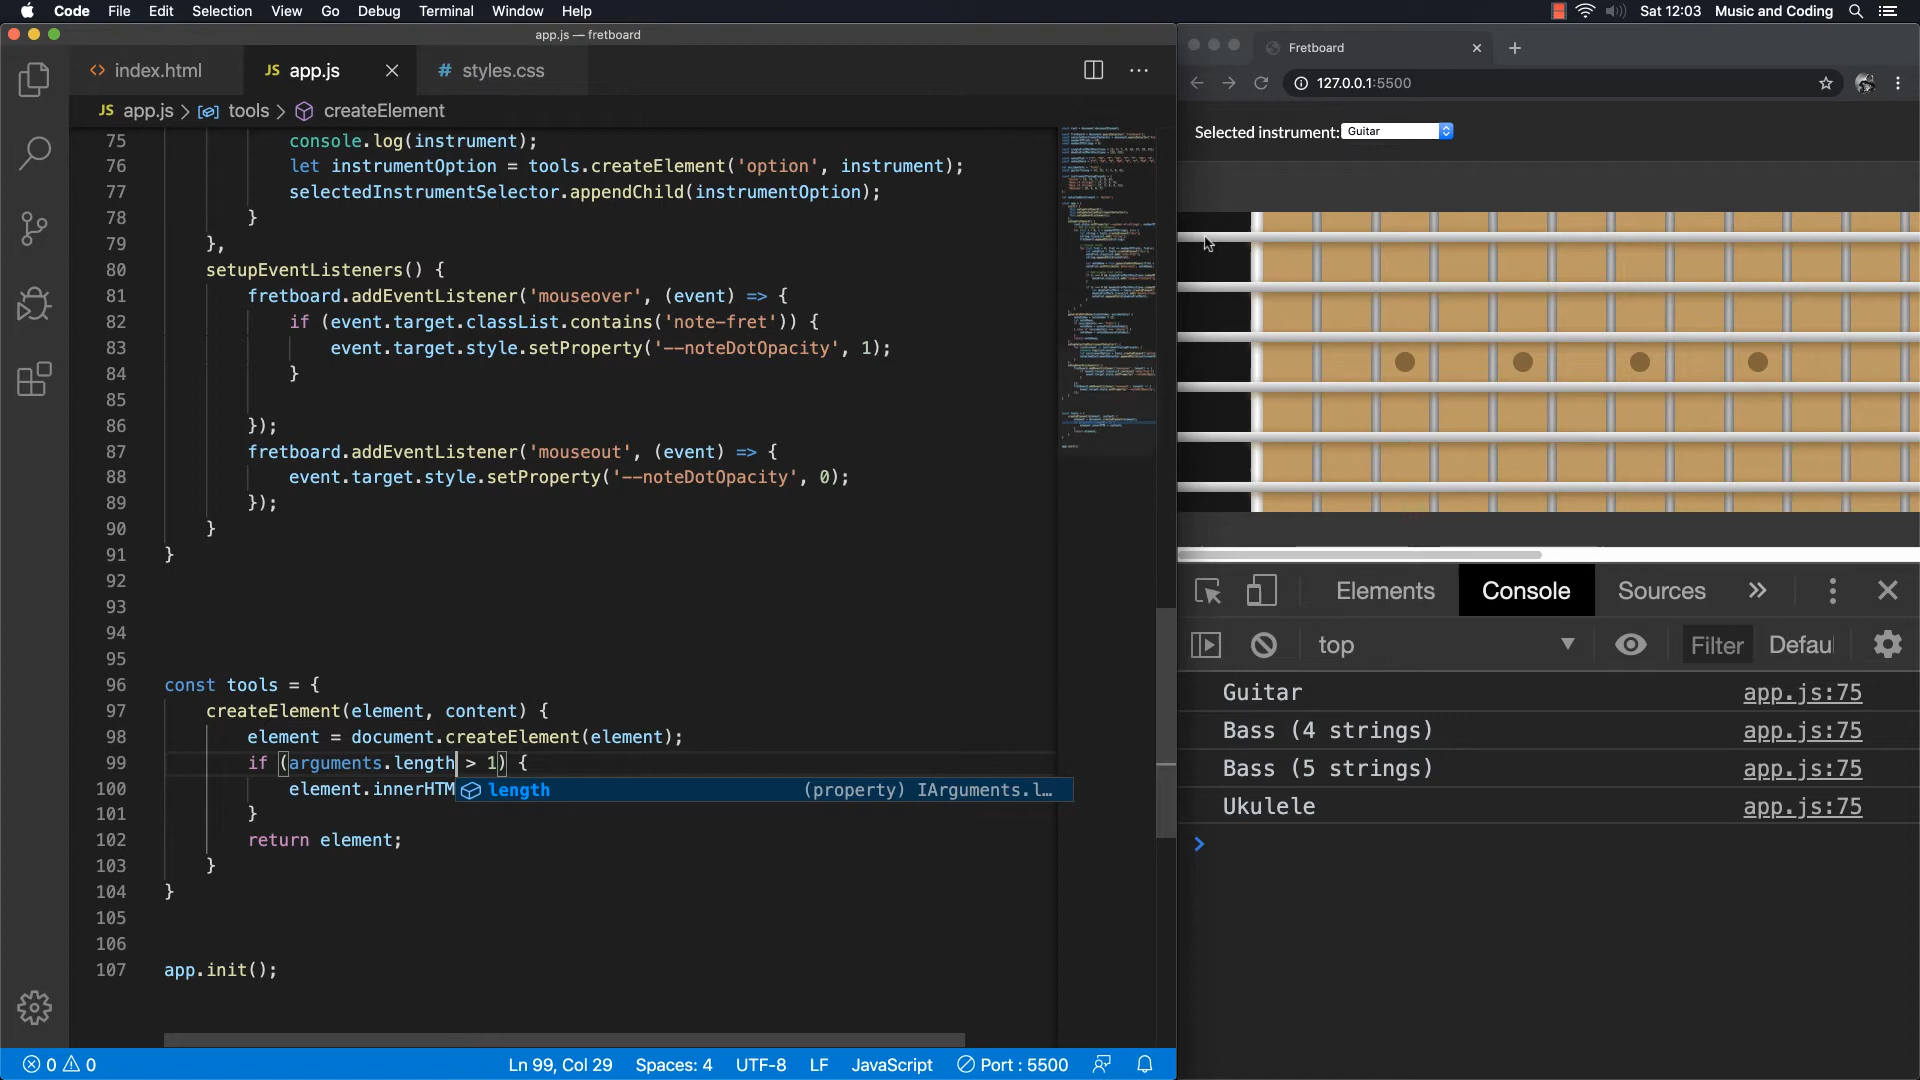 Code File Edit Selection View Go Debug Terminal Window Help Sat 12:03 Music and Coding
app.js — fretboard
index.html JS app.js # styles.css
JS app.js > tools > createElement
75 console.log(instrument);
76 let instrumentOption = tools.createElement('option', instrument);
77 selectedInstrumentSelector.appendChild(instrumentOption);
78 }
79 },
80 setupEventListeners() {
81 fretboard.addEventListener('mouseover', (event) => {
82 if (event.target.classList.contains('note-fret')) {
83 event.target.style.setProperty('--noteDotOpacity', 1);
84 }
85
86 });
87 fretboard.addEventListener('mouseout', (event) => {
88 event.target.style.setProperty('--noteDotOpacity', 0);
89 });
90 }
91 }
92
93
94
95
96 const tools = {
97 createElement(element, content) {
98 element = document.createElement(element);
99 if (arguments.length > 1) {
100 element.innerHTM
length (property) IArguments.l…
101 }
102 return element;
103 }
104 }
105
106
107 app.init();
0 0 Ln 99, Col 29 Spaces: 4 UTF-8 LF JavaScript Port : 5500
Fretboard
127.0.0.1:5500
Selected instrument: Guitar
Elements Console Sources »
top Filter Defau
Guitar app.js:75
Bass (4 strings) app.js:75
Bass (5 strings) app.js:75
Ukulele app.js:75
>